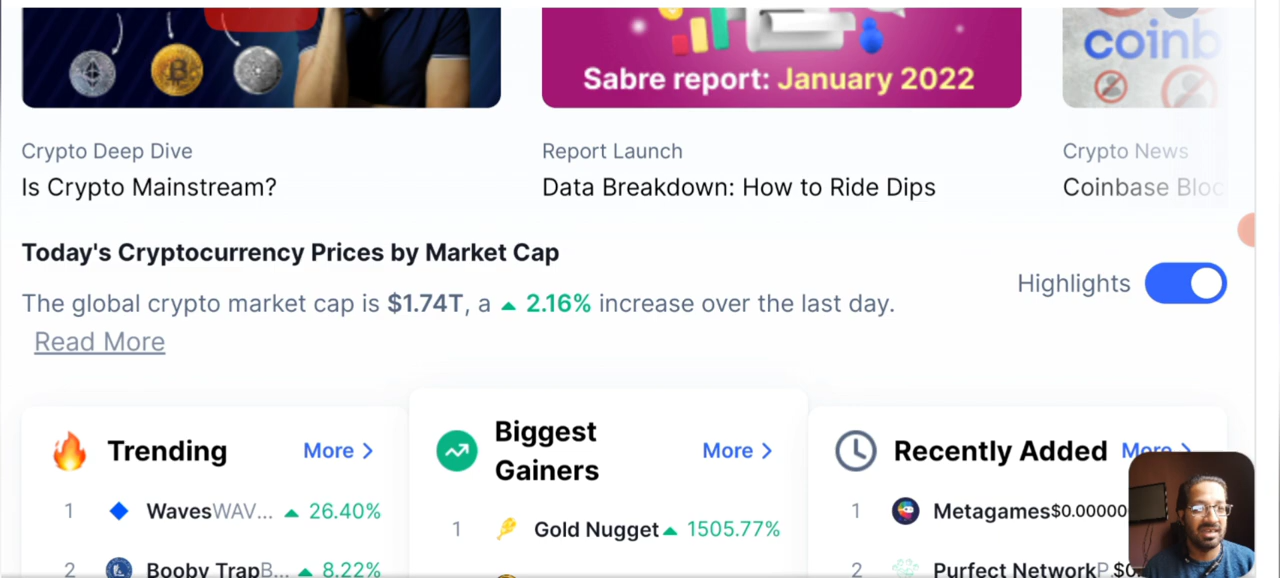 coinb
Sabre report: January 2022
Crypto Deep Dive
Is Crypto Mainstream?
Report Launch
Data Breakdown: How to Ride Dips
Crypto News
Coinbase Bloc
Today's Cryptocurrency Prices by Market Cap
The global crypto market cap is $1.74T, a 2.16% increase over the last day.
Read More
Highlights
Trending More
1 WavesWAV... 26.40%
2 Booby TrapB... 8.22%
Biggest
Gainers
More
1 Gold Nugget 1505.77%
Recently Added More
1 Metagames$0.00000
2 Purfect NetworkP $0